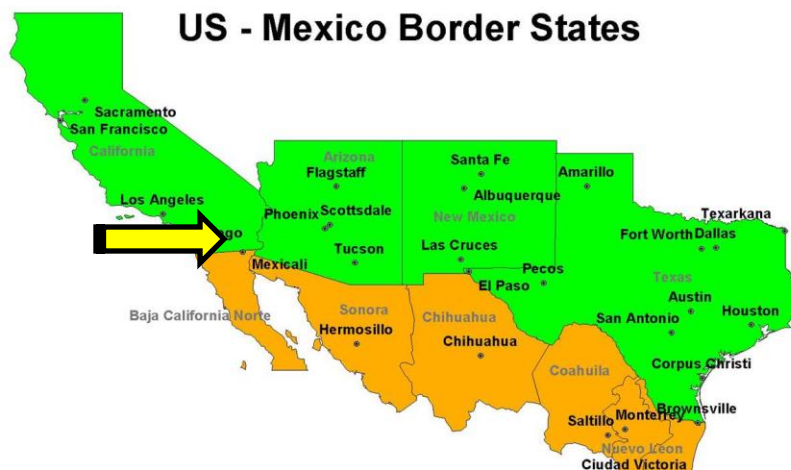 US - Mexico Border States
Sacramento
San Francisco
California
Los Angeles
go
Arizona
Flagstaff
Phoenix
Scottsdale
Tucson
Santa Fe
Albuquerque
New Mexico
Las Cruces
Amarillo
Texarkana
Fort Worth
Dallas
Pecos
El Paso
Texas
Austin
San Antonio
Houston
Corpus Christi
Brownsville
Mexicali
Baja California Norte
Sonora
Hermosillo
Chihuahua
Chihuahua
Coahuila
Saltillo
Monterrey
Nuevo Leon
Ciudad Victoria